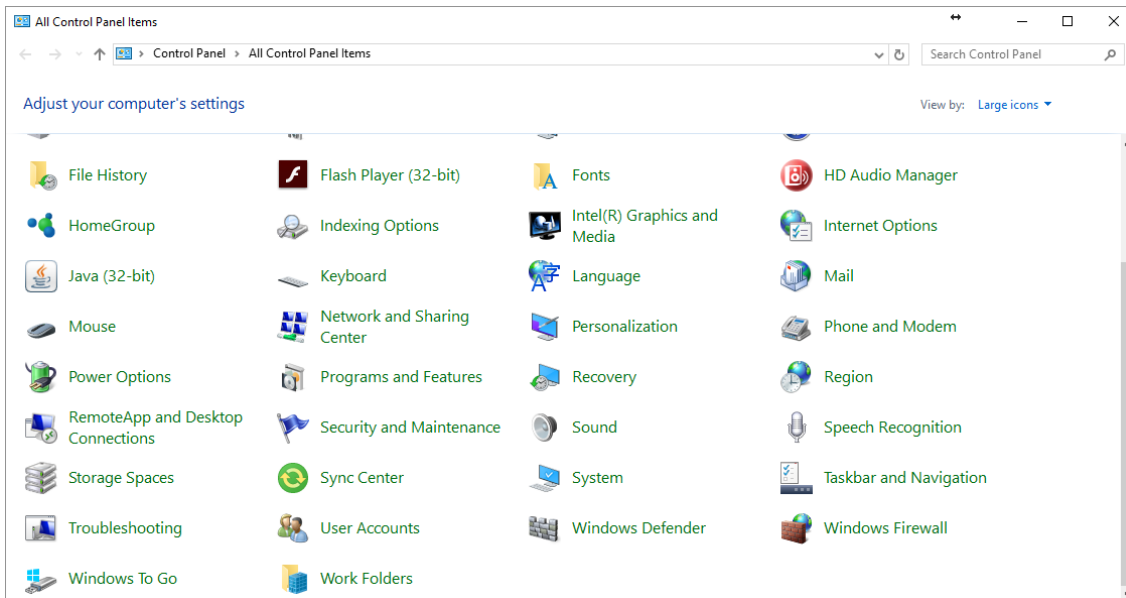 All Control Panel Items
Control Panel > All Control Panel Items
Search Control Panel
Adjust your computer's settings
View by: Large icons
File History
Flash Player (32-bit)
Fonts
HD Audio Manager
HomeGroup
Indexing Options
Intel(R) Graphics and
Media
Internet Options
Java (32-bit)
Keyboard
Language
Mail
Mouse
Network and Sharing
Center
Personalization
Phone and Modem
Power Options
Programs and Features
Recovery
Region
RemoteApp and Desktop
Connections
Security and Maintenance
Sound
Speech Recognition
Storage Spaces
Sync Center
System
Taskbar and Navigation
Troubleshooting
User Accounts
Windows Defender
Windows Firewall
Windows To Go
Work Folders